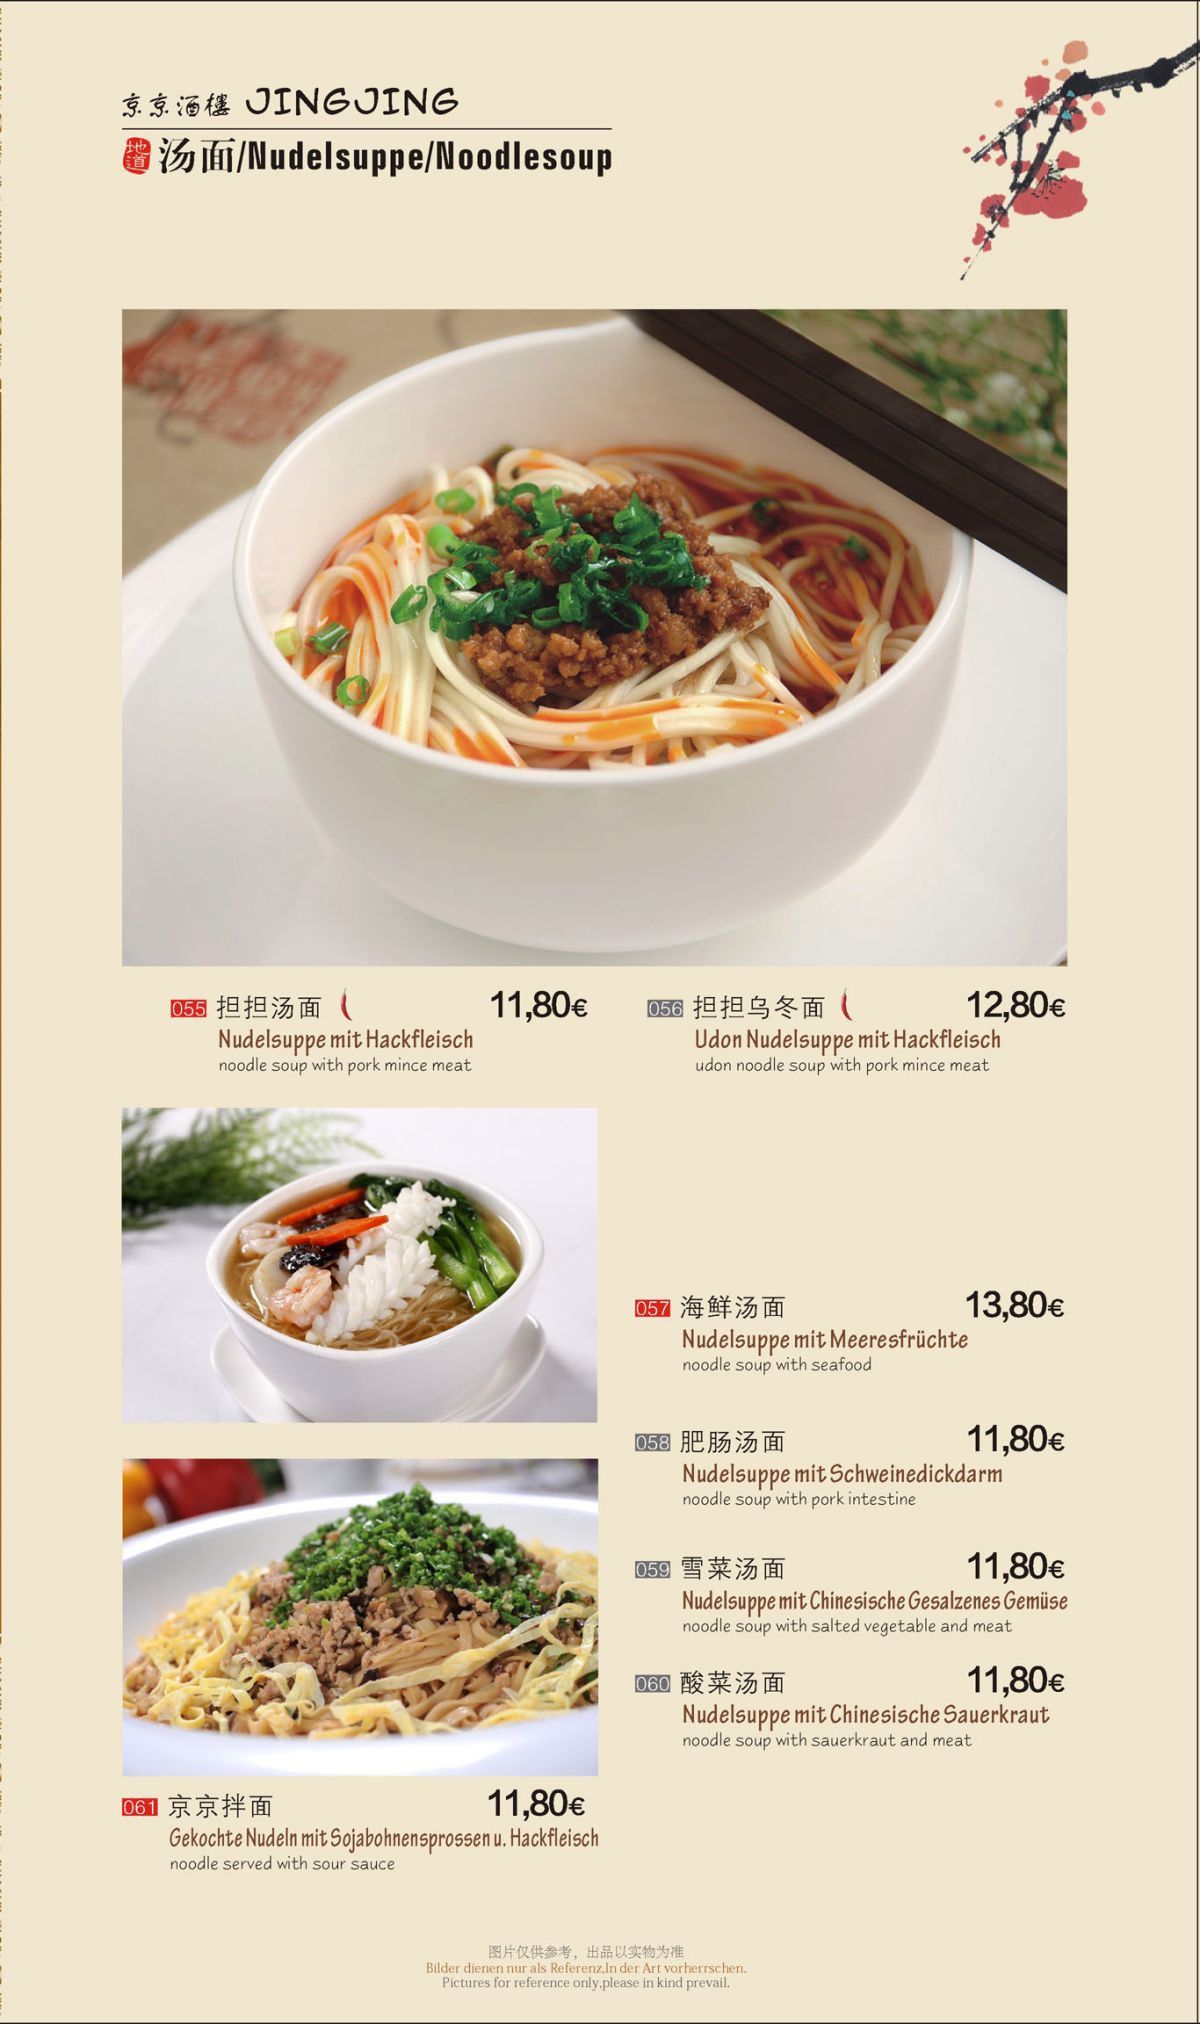 京京酒樓 JINGJING
地道 汤面/Nudelsuppe/Noodlesoup
055 担担汤面 11,80€
Nudelsuppe mit Hackfleisch
noodle soup with pork mince meat
056 担担乌冬面 12,80€
Udon Nudelsuppe mit Hackfleisch
udon noodle soup with pork mince meat
057 海鲜汤面 13,80€
Nudelsuppe mit Meeresfrüchte
noodle soup with seafood
058 肥肠汤面 11,80€
Nudelsuppe mit Schweinedickdarm
noodle soup with pork intestine
059 雪菜汤面 11,80€
Nudelsuppe mit Chinesische Gesalzenes Gemüse
noodle soup with salted vegetable and meat
060 酸菜汤面 11,80€
Nudelsuppe mit Chinesische Sauerkraut
noodle soup with sauerkraut and meat
061 京京拌面 11,80€
Gekochte Nudeln mit Sojabohnensprossen u. Hackfleisch
noodle served with sour sauce
图片仅供参考，出品以实物为准
Bilder dienen nur als Referenz,In der Art vorherrschen.
Pictures for reference only,please in kind prevail.